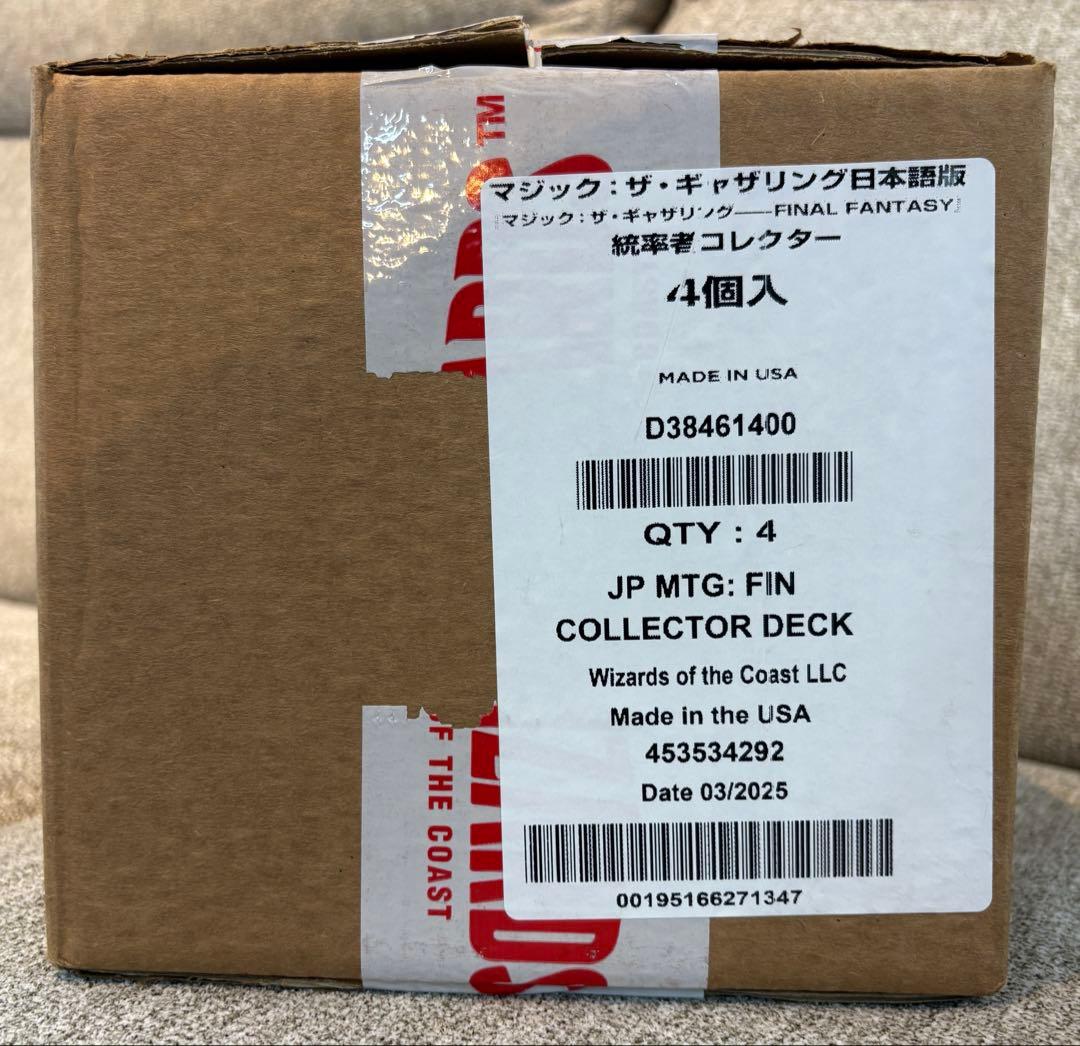 マジック：ザ・ギャザリング日本語版
『マジック：ザ・ギャザリング——FINAL FANTASY』
統率者コレクター
4個入
MADE IN USA
D38461400
QTY : 4
JP MTG: FIN
COLLECTOR DECK
Wizards of the Coast LLC
Made in the USA
453534292
Date 03/2025
00195166271347
™
F THE COAST